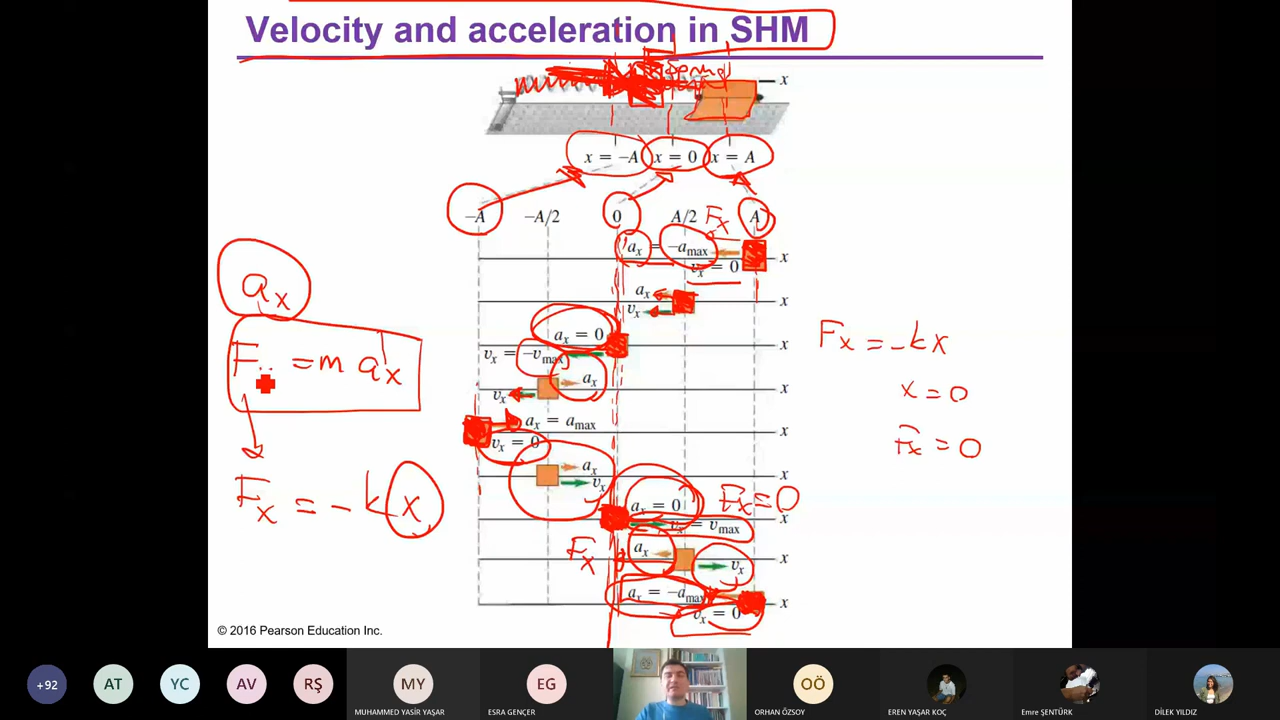 Velocity and acceleration in SHM
x
x = −A x = 0 x = A
−A −A/2 0 A/2 A
Fx
ax = −amax
vx = 0
x
ax
vx
x
ax = 0
vx = −vmax
x
ax
vx
x
ax = amax
vx = 0
x
ax
vx
x
ax = 0 Fx = 0
vx = vmax
x
Fx ax vx
x
ax = −amax
vx = 0
x
ax
F = m ax
Fx = −kx
Fx = −kx
x = 0
Fx = 0
© 2016 Pearson Education Inc.
+92 AT YC AV RŞ MY EG OÖ
MUHAMMED YASİR YAŞAR ESRA GENÇER ORHAN ÖZSOY EREN YAŞAR KOÇ Emre ŞENTÜRK DİLEK YILDIZ